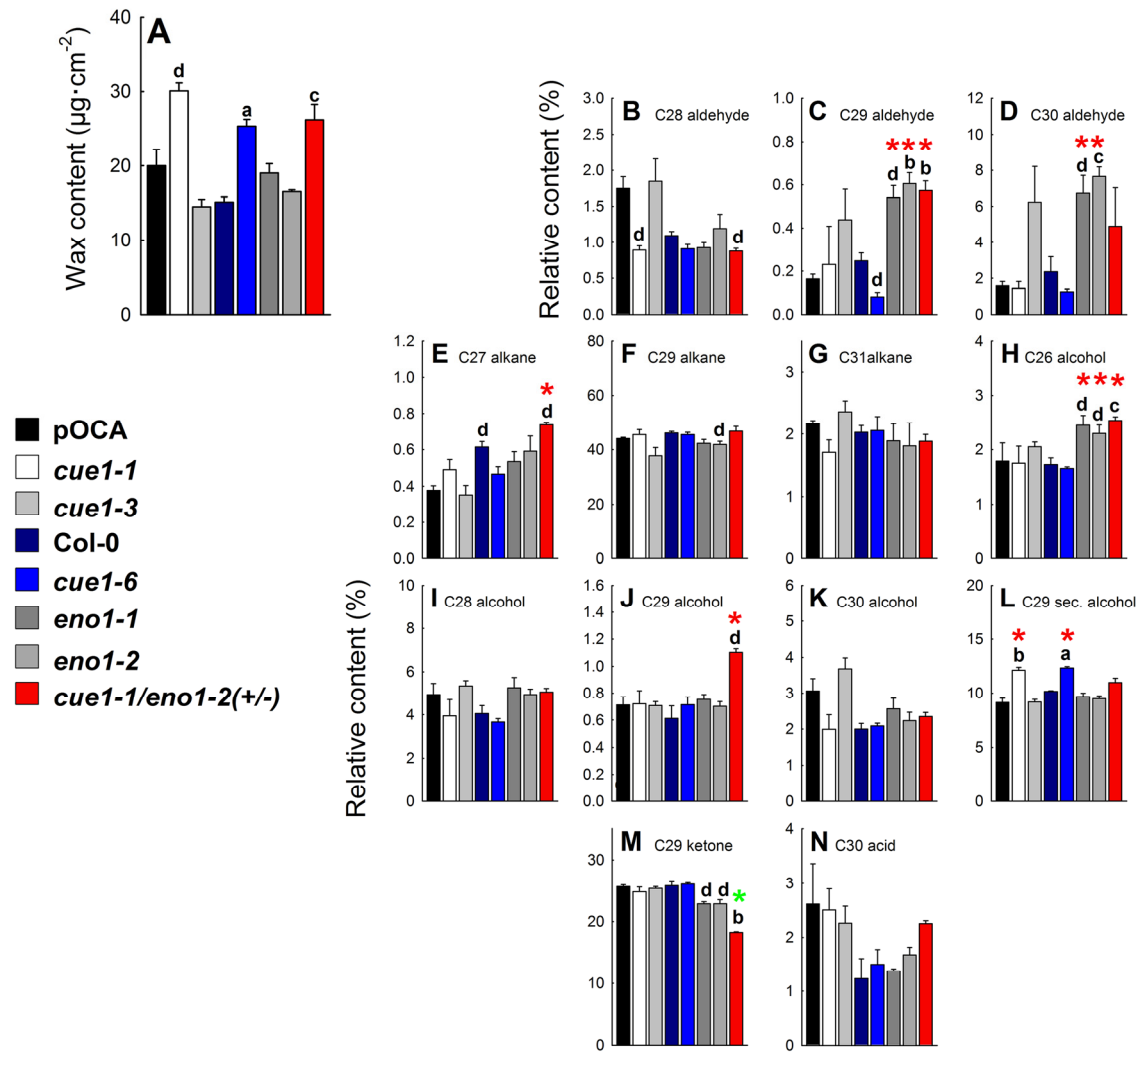 A
Wax content (µg·cm-2)
40
30
20
10
0
d
a
c
Relative content (%)
B C28 aldehyde
3.0
2.5
2.0
1.5
1.0
0.5
0.0
d
d
C C29 aldehyde
1.0
0.8
0.6
0.4
0.2
0.0
***
d
d
b
b
D C30 aldehyde
12
10
8
6
4
2
0
**
d
c
E C27 alkane
1.2
1.0
0.8
0.6
0.4
0.2
0.0
d
*
d
F C29 alkane
80
60
40
20
0
d
G C31alkane
3
2
1
0
H C26 alcohol
4
3
2
1
0
***
d
d
c
pOCA
cue1-1
cue1-3
Col-0
cue1-6
eno1-1
eno1-2
cue1-1/eno1-2(+/-)
Relative content (%)
I C28 alcohol
10
8
6
4
2
0
J C29 alcohol
1.6
1.4
1.2
1.0
0.8
0.6
0.4
0.2
0.0
*
d
K C30 alcohol
6
5
4
3
2
1
0
L C29 sec. alcohol
20
15
10
5
0
*
b
*
a
M C29 ketone
30
20
10
0
d d
*
b
N C30 acid
4
3
2
1
0